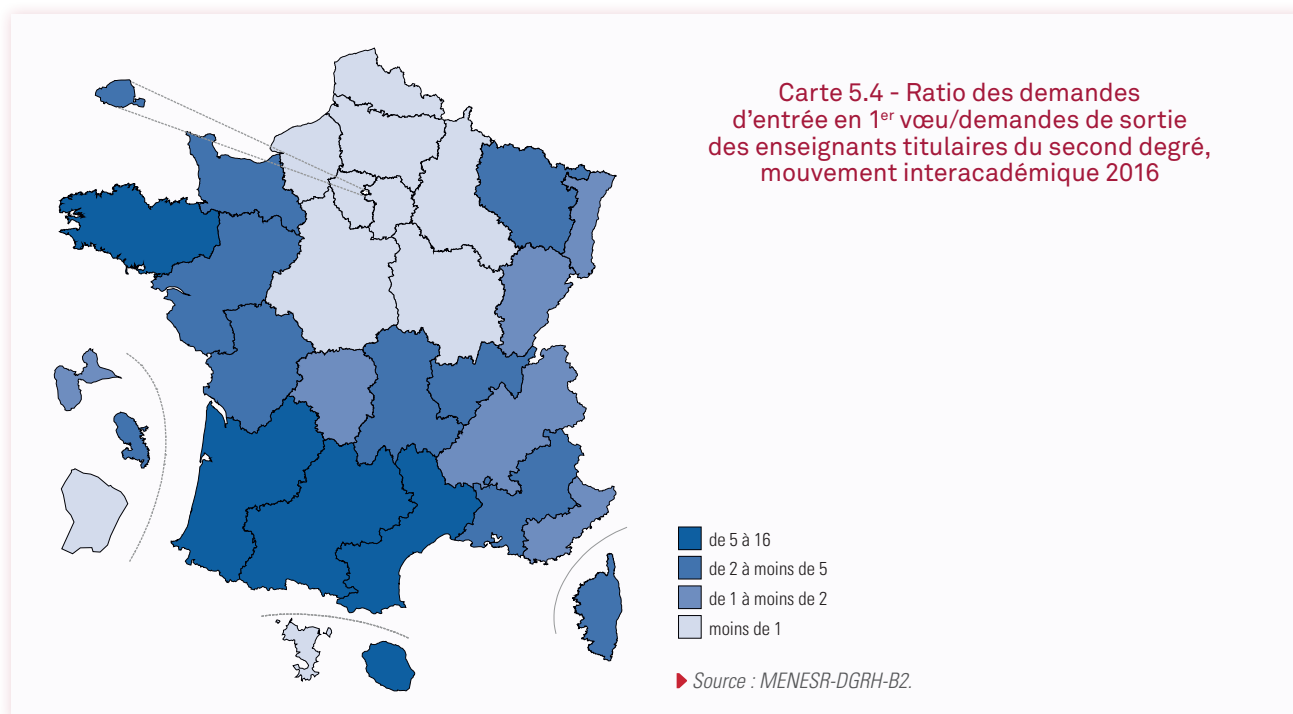 Carte 5.4 - Ratio des demandes
d'entrée en 1er vœu/demandes de sortie
des enseignants titulaires du second degré,
mouvement interacadémique 2016
de 5 à 16
de 2 à moins de 5
de 1 à moins de 2
moins de 1
Source : MENESR-DGRH-B2.